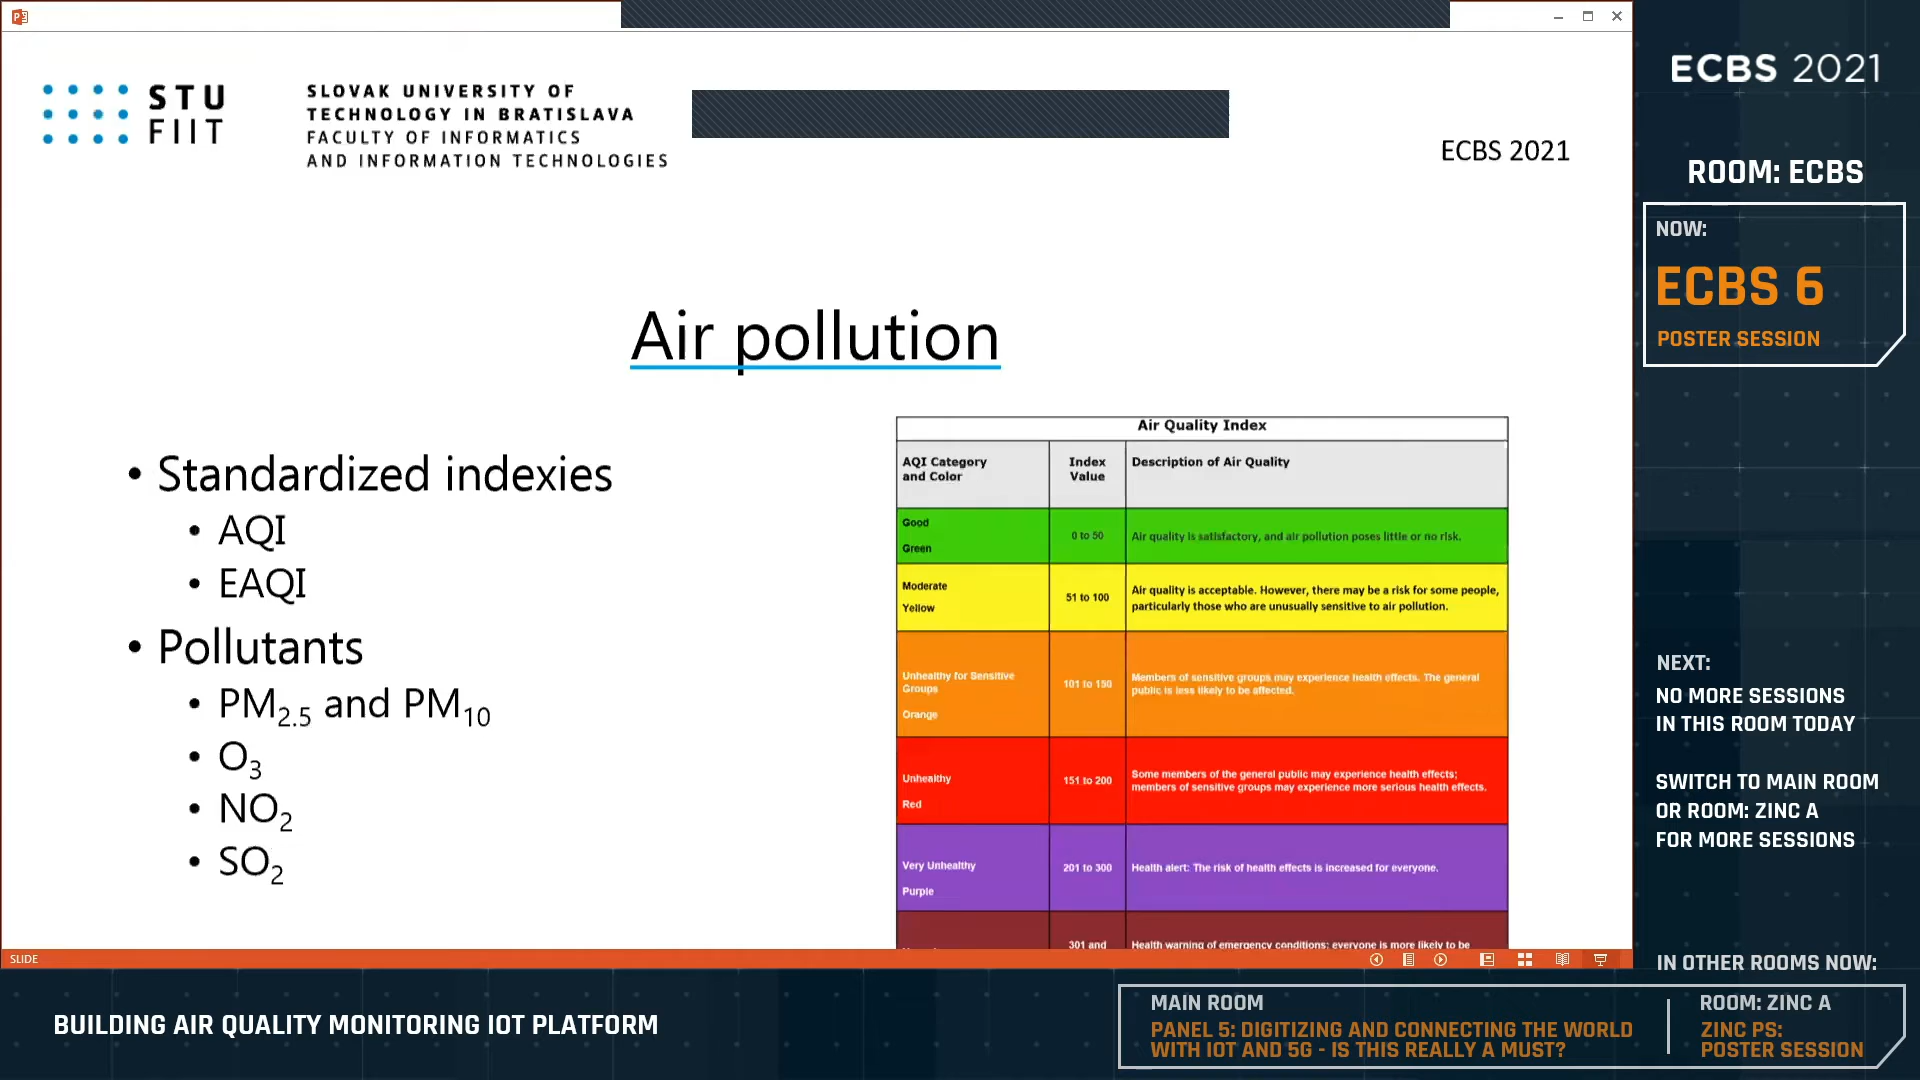 STU
FIIT
SLOVAK UNIVERSITY OF
TECHNOLOGY IN BRATISLAVA
FACULTY OF INFORMATICS
AND INFORMATION TECHNOLOGIES
ECBS 2021
Air pollution
• Standardized indexies
• AQI
• EAQI
• Pollutants
• PM2.5 and PM10
• O3
• NO2
• SO2
Air Quality Index
AQI Category
and Color
Index
Value
Description of Air Quality
Good
Green
0 to 50
Air quality is satisfactory, and air pollution poses little or no risk.
Moderate
Yellow
51 to 100
Air quality is acceptable. However, there may be a risk for some people,
particularly those who are unusually sensitive to air pollution.
Unhealthy for Sensitive
Groups
Orange
101 to 150
Members of sensitive groups may experience health effects. The general
public is less likely to be affected.
Unhealthy
Red
151 to 200
Some members of the general public may experience health effects;
members of sensitive groups may experience more serious health effects.
Very Unhealthy
Purple
201 to 300
Health alert: The risk of health effects is increased for everyone.
301 and
Health warning of emergency conditions: everyone is more likely to be
SLIDE
ECBS 2021
ROOM: ECBS
NOW:
ECBS 6
POSTER SESSION
NEXT:
NO MORE SESSIONS
IN THIS ROOM TODAY
SWITCH TO MAIN ROOM
OR ROOM: ZINC A
FOR MORE SESSIONS
IN OTHER ROOMS NOW:
MAIN ROOM
PANEL 5: DIGITIZING AND CONNECTING THE WORLD
WITH IOT AND 5G - IS THIS REALLY A MUST?
ROOM: ZINC A
ZINC PS:
POSTER SESSION
BUILDING AIR QUALITY MONITORING IOT PLATFORM